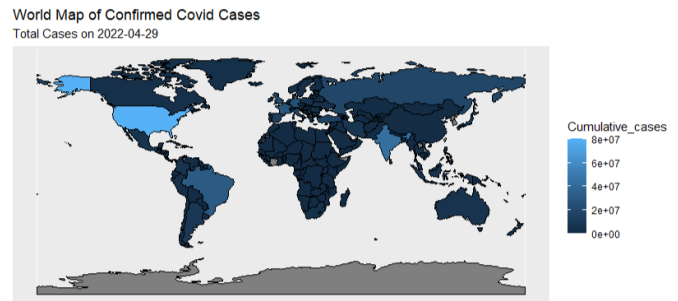 World Map of Confirmed Covid Cases
Total Cases on 2022-04-29
Cumulative_cases
8e+07
6e+07
4e+07
2e+07
0e+00